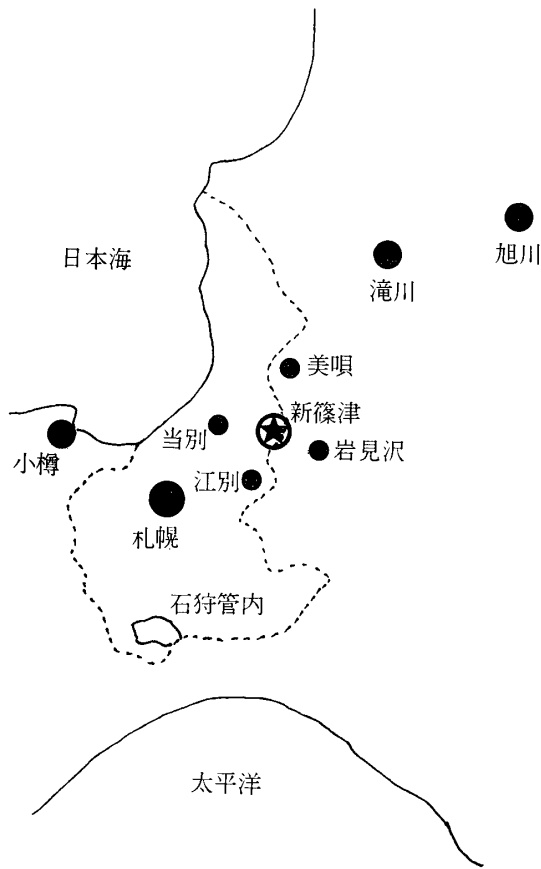 日本海
旭川
滝川
美唄
新篠津
当別
岩見沢
小樽
江別
札幌
石狩管内
太平洋